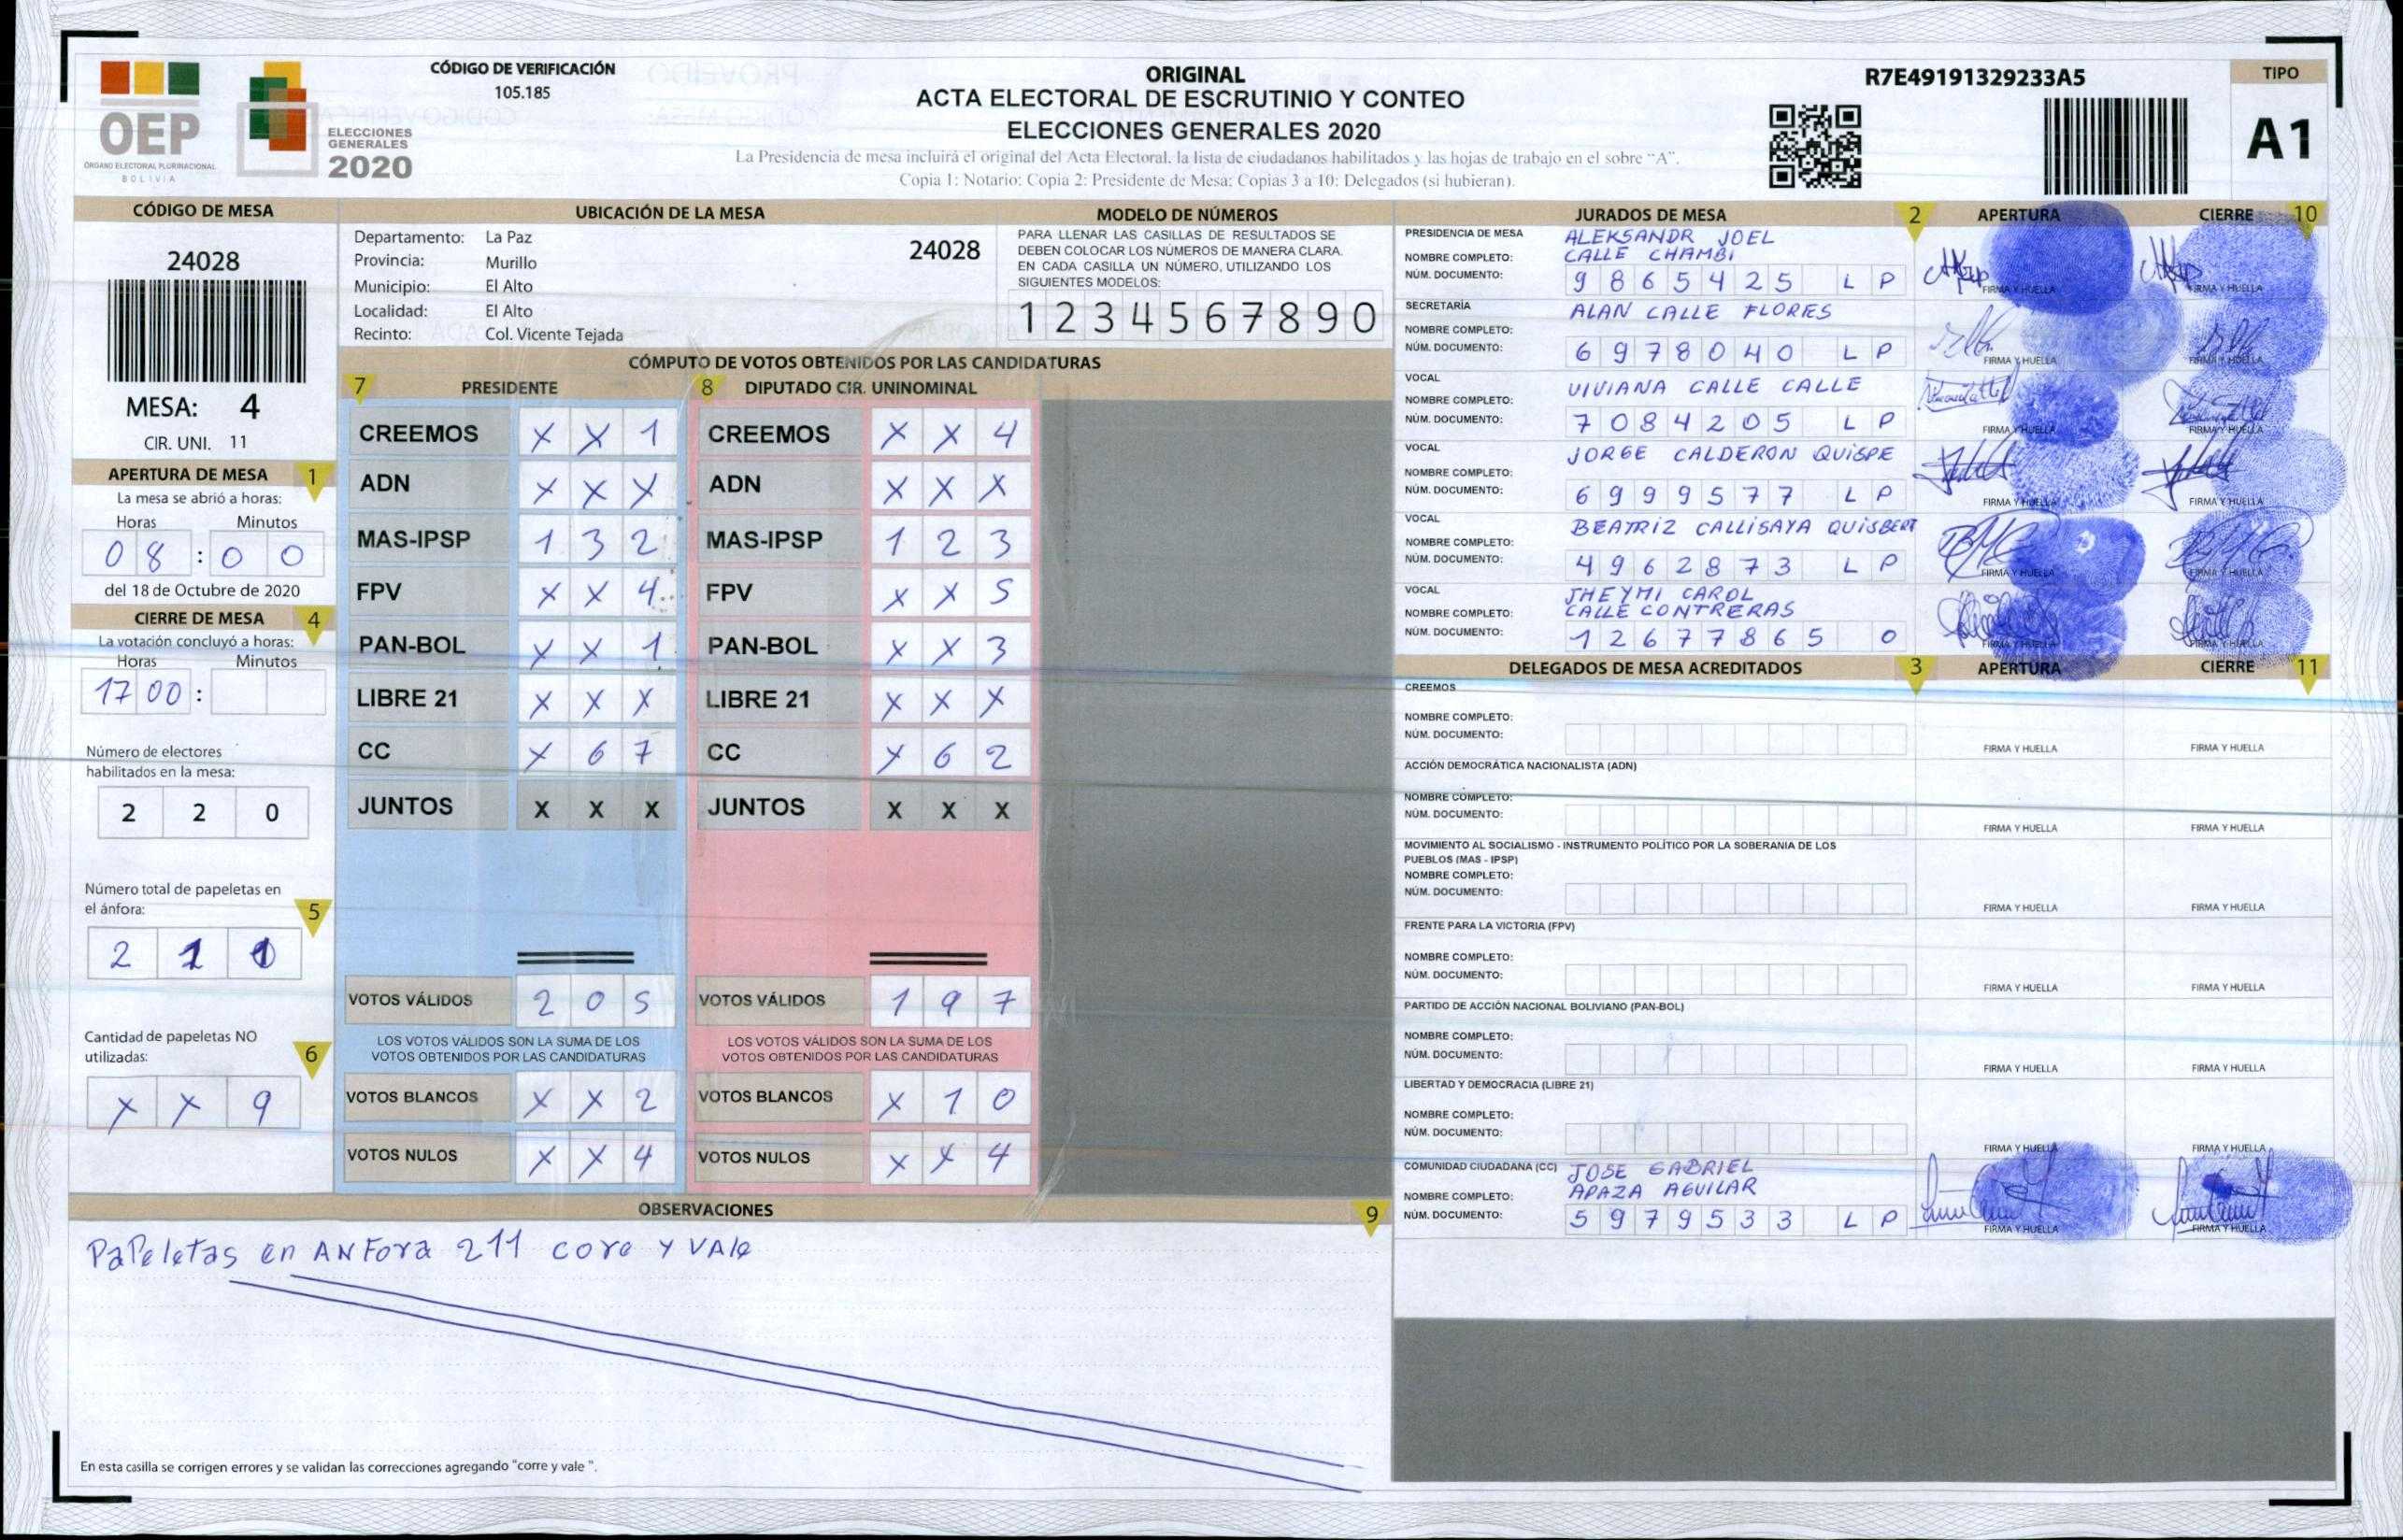 OEP
ÓRGANO ELECTORAL PLURINACIONAL
BOLIVIA
ELECCIONES
GENERALES
2020
CÓDIGO DE VERIFICACIÓN
105.185
ORIGINAL
ACTA ELECTORAL DE ESCRUTINIO Y CONTEO
ELECCIONES GENERALES 2020
La Presidencia de mesa incluirá el original del Acta Electoral, la lista de ciudadanos habilitados y las hojas de trabajo en el sobre "A".
Copia 1: Notario; Copia 2: Presidente de Mesa; Copias 3 a 10: Delegados (si hubieran).
R7E49191329233A5
TIPO
A1
CÓDIGO DE MESA
24028
MESA: 4
CIR. UNI. 11
APERTURA DE MESA 1
La mesa se abrió a horas:
Horas Minutos
08 : 00
del 18 de Octubre de 2020
CIERRE DE MESA 4
La votación concluyó a horas:
Horas Minutos
1700 :
Número de electores
habilitados en la mesa:
2 2 0
Número total de papeletas en
el ánfora: 5
2 1 1
Cantidad de papeletas NO
utilizadas: 6
X X 9
UBICACIÓN DE LA MESA
Departamento: La Paz 24028
Provincia: Murillo
Municipio: El Alto
Localidad: El Alto
Recinto: Col. Vicente Tejada
MODELO DE NÚMEROS
PARA LLENAR LAS CASILLAS DE RESULTADOS SE
DEBEN COLOCAR LOS NÚMEROS DE MANERA CLARA.
EN CADA CASILLA UN NÚMERO, UTILIZANDO LOS
SIGUIENTES MODELOS:
1 2 3 4 5 6 7 8 9 0
CÓMPUTO DE VOTOS OBTENIDOS POR LAS CANDIDATURAS
7 PRESIDENTE 8 DIPUTADO CIR. UNINOMINAL
CREEMOS X X 1 CREEMOS X X 4
ADN X X X ADN X X X
MAS-IPSP 1 3 2 MAS-IPSP 1 2 3
FPV X X 4 FPV X X 5
PAN-BOL X X 1 PAN-BOL X X 3
LIBRE 21 X X X LIBRE 21 X X X
CC X 6 7 CC X 6 2
JUNTOS X X X JUNTOS X X X
VOTOS VÁLIDOS 2 0 5 VOTOS VÁLIDOS 1 9 7
LOS VOTOS VÁLIDOS SON LA SUMA DE LOS LOS VOTOS VÁLIDOS SON LA SUMA DE LOS
VOTOS OBTENIDOS POR LAS CANDIDATURAS VOTOS OBTENIDOS POR LAS CANDIDATURAS
VOTOS BLANCOS X X 2 VOTOS BLANCOS X 1 0
VOTOS NULOS X X 4 VOTOS NULOS X X 4
OBSERVACIONES 9
PaPeletas en ANFora 211 core Y VAle
En esta casilla se corrigen errores y se validan las correcciones agregando "corre y vale ".
JURADOS DE MESA 2 APERTURA CIERRE 10
PRESIDENCIA DE MESA ALEKSANDR JOEL
NOMBRE COMPLETO: CALLE CHAMBI
NÚM. DOCUMENTO: 9865425 LP FIRMA Y HUELLA FIRMA Y HUELLA
SECRETARÍA ALAN CALLE FLORES
NOMBRE COMPLETO:
NÚM. DOCUMENTO: 6978040 LP FIRMA Y HUELLA FIRMA Y HUELLA
VOCAL VIVIANA CALLE CALLE
NOMBRE COMPLETO:
NÚM. DOCUMENTO: 7084205 LP FIRMA Y HUELLA FIRMA Y HUELLA
VOCAL JORGE CALDERON QUISPE
NOMBRE COMPLETO:
NÚM. DOCUMENTO: 6999577 LP FIRMA Y HUELLA FIRMA Y HUELLA
VOCAL BEATRIZ CALLISAYA QUISBERT
NOMBRE COMPLETO:
NÚM. DOCUMENTO: 4962873 LP FIRMA Y HUELLA FIRMA Y HUELLA
VOCAL JHEYMI CAROL
NOMBRE COMPLETO: CALLE CONTRERAS
NÚM. DOCUMENTO: 12677865 0 FIRMA Y HUELLA FIRMA Y HUELLA
DELEGADOS DE MESA ACREDITADOS 3 APERTURA CIERRE 11
CREEMOS
NOMBRE COMPLETO:
NÚM. DOCUMENTO: FIRMA Y HUELLA FIRMA Y HUELLA
ACCIÓN DEMOCRÁTICA NACIONALISTA (ADN)
NOMBRE COMPLETO:
NÚM. DOCUMENTO: FIRMA Y HUELLA FIRMA Y HUELLA
MOVIMIENTO AL SOCIALISMO - INSTRUMENTO POLÍTICO POR LA SOBERANIA DE LOS
PUEBLOS (MAS - IPSP)
NOMBRE COMPLETO:
NÚM. DOCUMENTO: FIRMA Y HUELLA FIRMA Y HUELLA
FRENTE PARA LA VICTORIA (FPV)
NOMBRE COMPLETO:
NÚM. DOCUMENTO: FIRMA Y HUELLA FIRMA Y HUELLA
PARTIDO DE ACCIÓN NACIONAL BOLIVIANO (PAN-BOL)
NOMBRE COMPLETO:
NÚM. DOCUMENTO: FIRMA Y HUELLA FIRMA Y HUELLA
LIBERTAD Y DEMOCRACIA (LIBRE 21)
NOMBRE COMPLETO:
NÚM. DOCUMENTO: FIRMA Y HUELLA FIRMA Y HUELLA
COMUNIDAD CIUDADANA (CC) JOSE GABRIEL
NOMBRE COMPLETO: APAZA AGUILAR
NÚM. DOCUMENTO: 5979533 LP FIRMA Y HUELLA FIRMA Y HUELLA